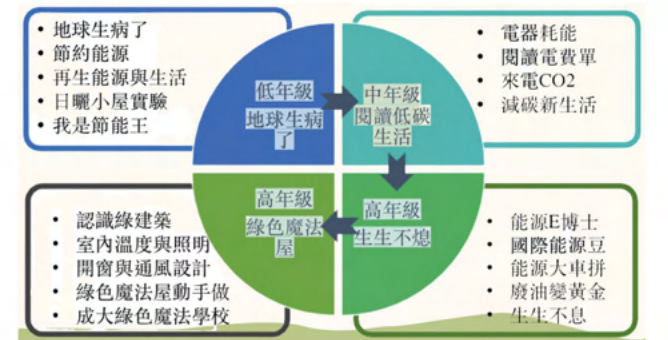 • 地球生病了
• 節約能源
• 再生能源與生活
• 日曬小屋實驗
• 我是節能王
• 電器耗能
• 閱讀電費單
• 來電CO2
• 減碳新生活
低年級
地球生病
了
中年級
閱讀低碳
生活
高年級
綠色魔法
屋
高年級
生生不熄
• 認識綠建築
• 室內溫度與照明
• 開窗與通風設計
• 綠色魔法屋動手做
• 成大綠色魔法學校
• 能源E博士
• 國際能源豆
• 能源大車拼
• 廢油變黃金
• 生生不息